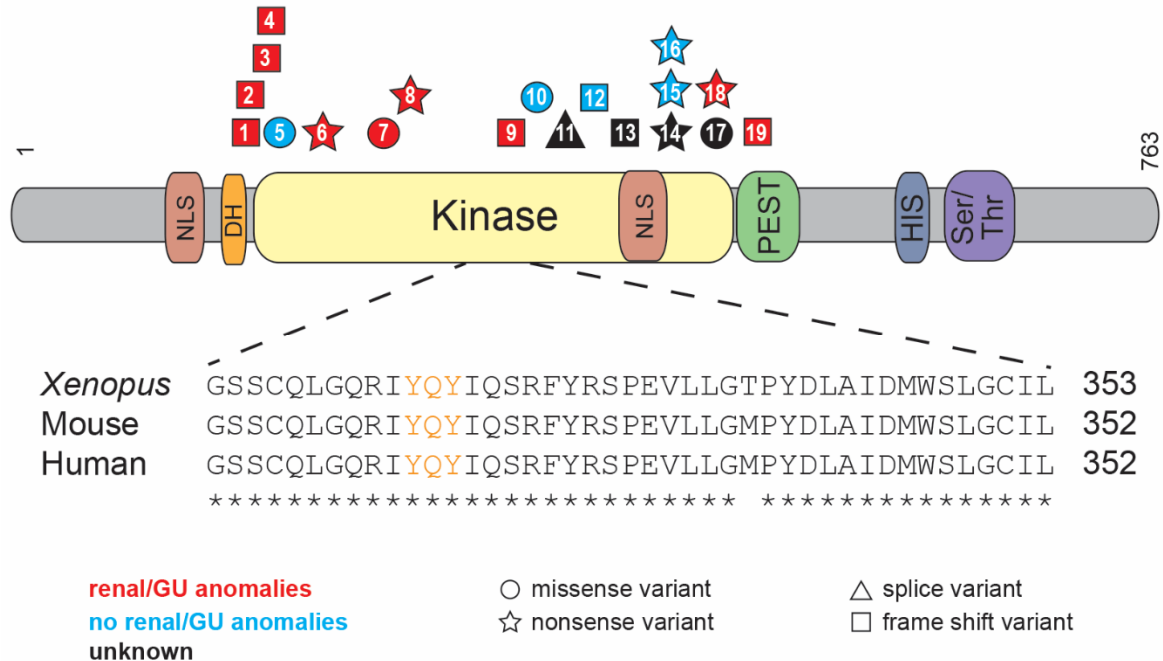 4
3
2
8
10
12
16
15
18
1
5
6
7
9
11
13
14
17
19
1
763
NLS
DH
Kinase
NLS
PEST
HIS
Ser/
Thr
Xenopus GSSCQLGQRIYQYIQSRFYRSPEVLLGTPYDLAIDMWSLGCIL 353
Mouse GSSCQLGQRIYQYIQSRFYRSPEVLLGMPYDLAIDMWSLGCIL 352
Human GSSCQLGQRIYQYIQSRFYRSPEVLLGMPYDLAIDMWSLGCIL 352
*************************** ***************
renal/GU anomalies
no renal/GU anomalies
unknown
missense variant
nonsense variant
splice variant
frame shift variant